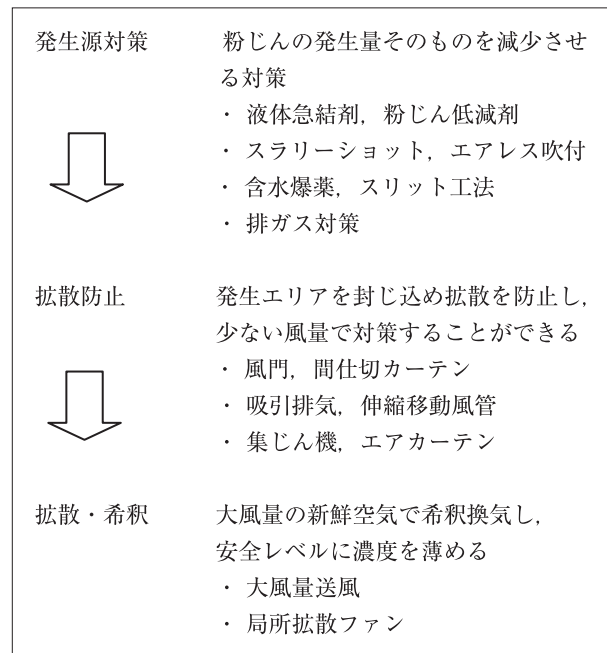 発生源対策 粉じんの発生量そのものを減少させ
る対策
・ 液体急結剤，粉じん低減剤
・ スラリーショット，エアレス吹付
・ 含水爆薬，スリット工法
・ 排ガス対策
拡散防止 発生エリアを封じ込め拡散を防止し，
少ない風量で対策することができる
・ 風門，間仕切カーテン
・ 吸引排気，伸縮移動風管
・ 集じん機，エアカーテン
拡散・希釈 大風量の新鮮空気で希釈換気し，
安全レベルに濃度を薄める
・ 大風量送風
・ 局所拡散ファン